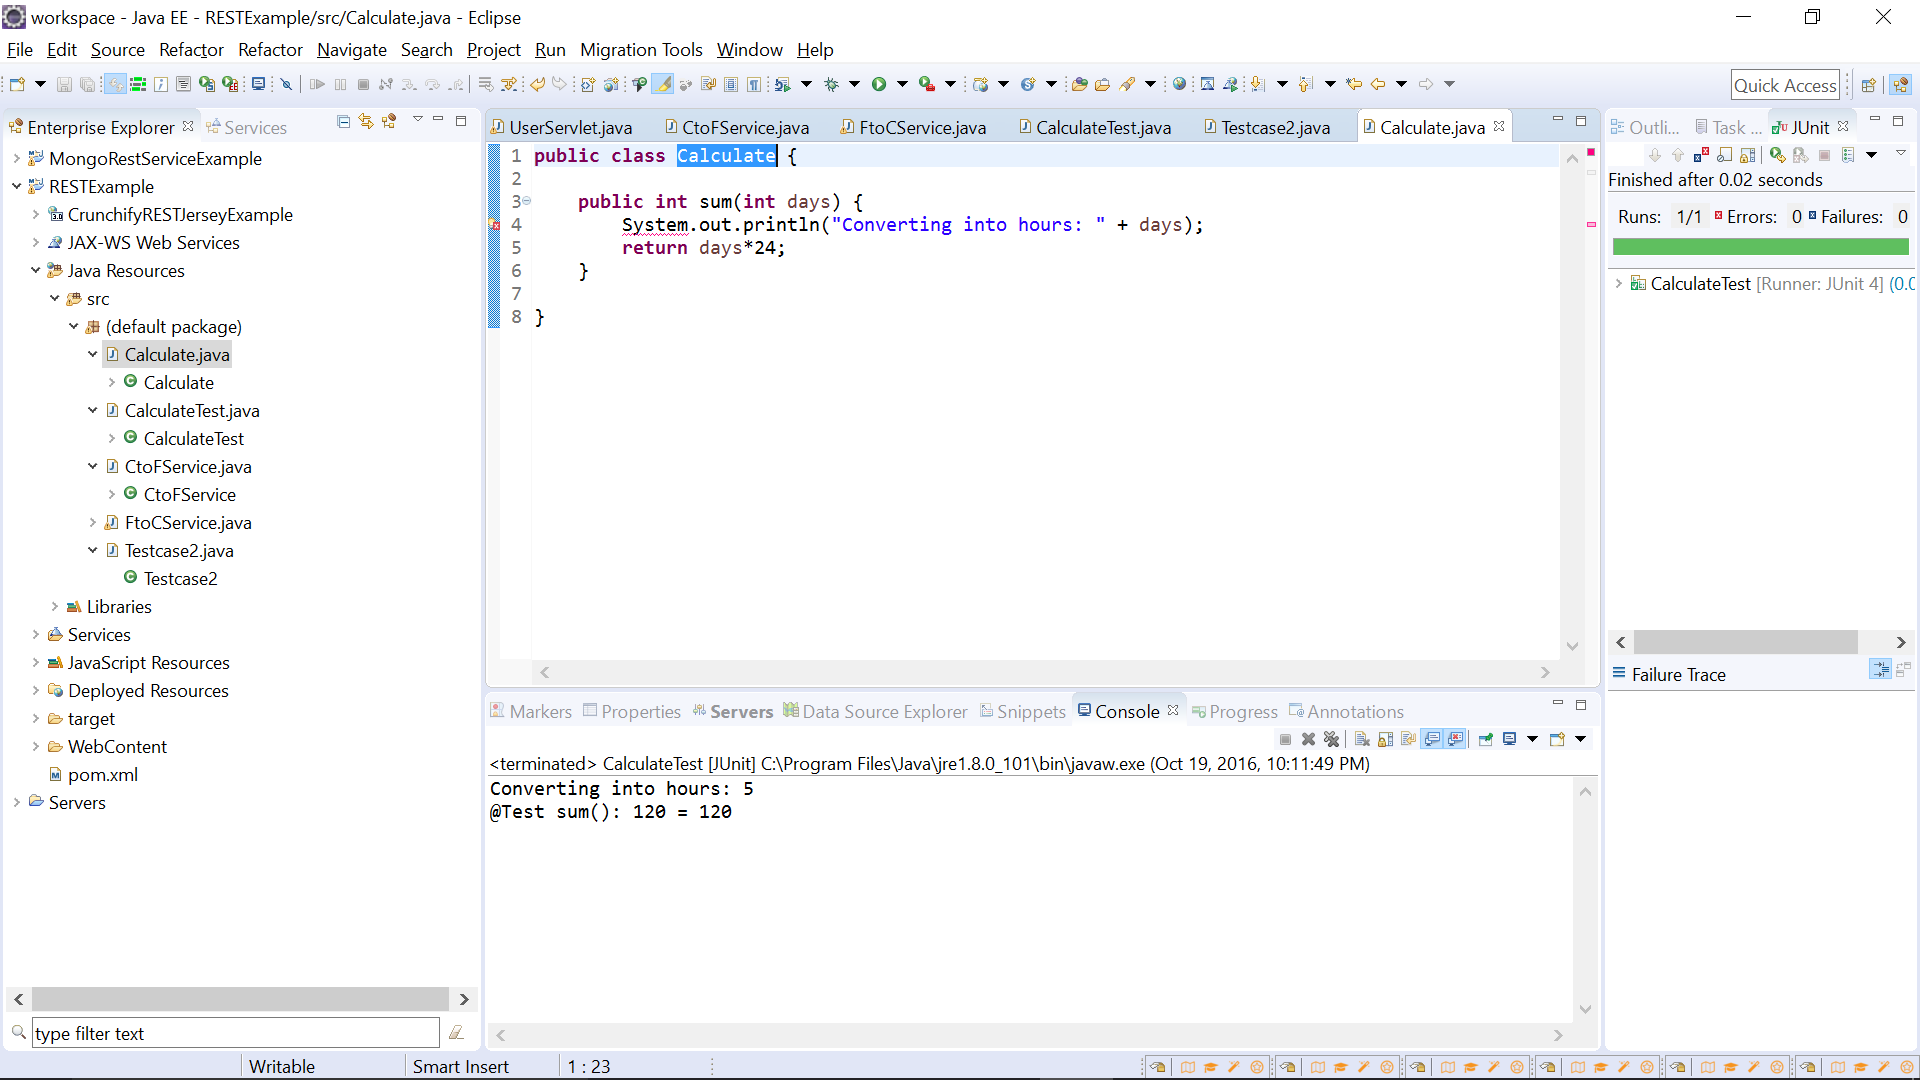 workspace - Java EE - RESTExample/src/Calculate.java - Eclipse
File Edit Source Refactor Refactor Navigate Search Project Run Migration Tools Window Help
Quick Access
Enterprise Explorer Services
MongoRestServiceExample
RESTExample
CrunchifyRESTJerseyExample
JAX-WS Web Services
Java Resources
src
(default package)
Calculate.java
Calculate
CalculateTest.java
CalculateTest
CtoFService.java
CtoFService
FtoCService.java
Testcase2.java
Testcase2
Libraries
Services
JavaScript Resources
Deployed Resources
target
WebContent
pom.xml
Servers
type filter text
UserServlet.java CtoFService.java FtoCService.java CalculateTest.java Testcase2.java Calculate.java
1 public class Calculate {
2
3 public int sum(int days) {
4 System.out.println("Converting into hours: " + days);
5 return days*24;
6 }
7
8 }
Markers Properties Servers Data Source Explorer Snippets Console Progress Annotations
<terminated> CalculateTest [JUnit] C:\Program Files\Java\jre1.8.0_101\bin\javaw.exe (Oct 19, 2016, 10:11:49 PM)
Converting into hours: 5
@Test sum(): 120 = 120
Outli... Task ... JUnit
Finished after 0.02 seconds
Runs: 1/1 Errors: 0 Failures: 0
CalculateTest [Runner: JUnit 4] (0.0
Failure Trace
Writable Smart Insert 1 : 23